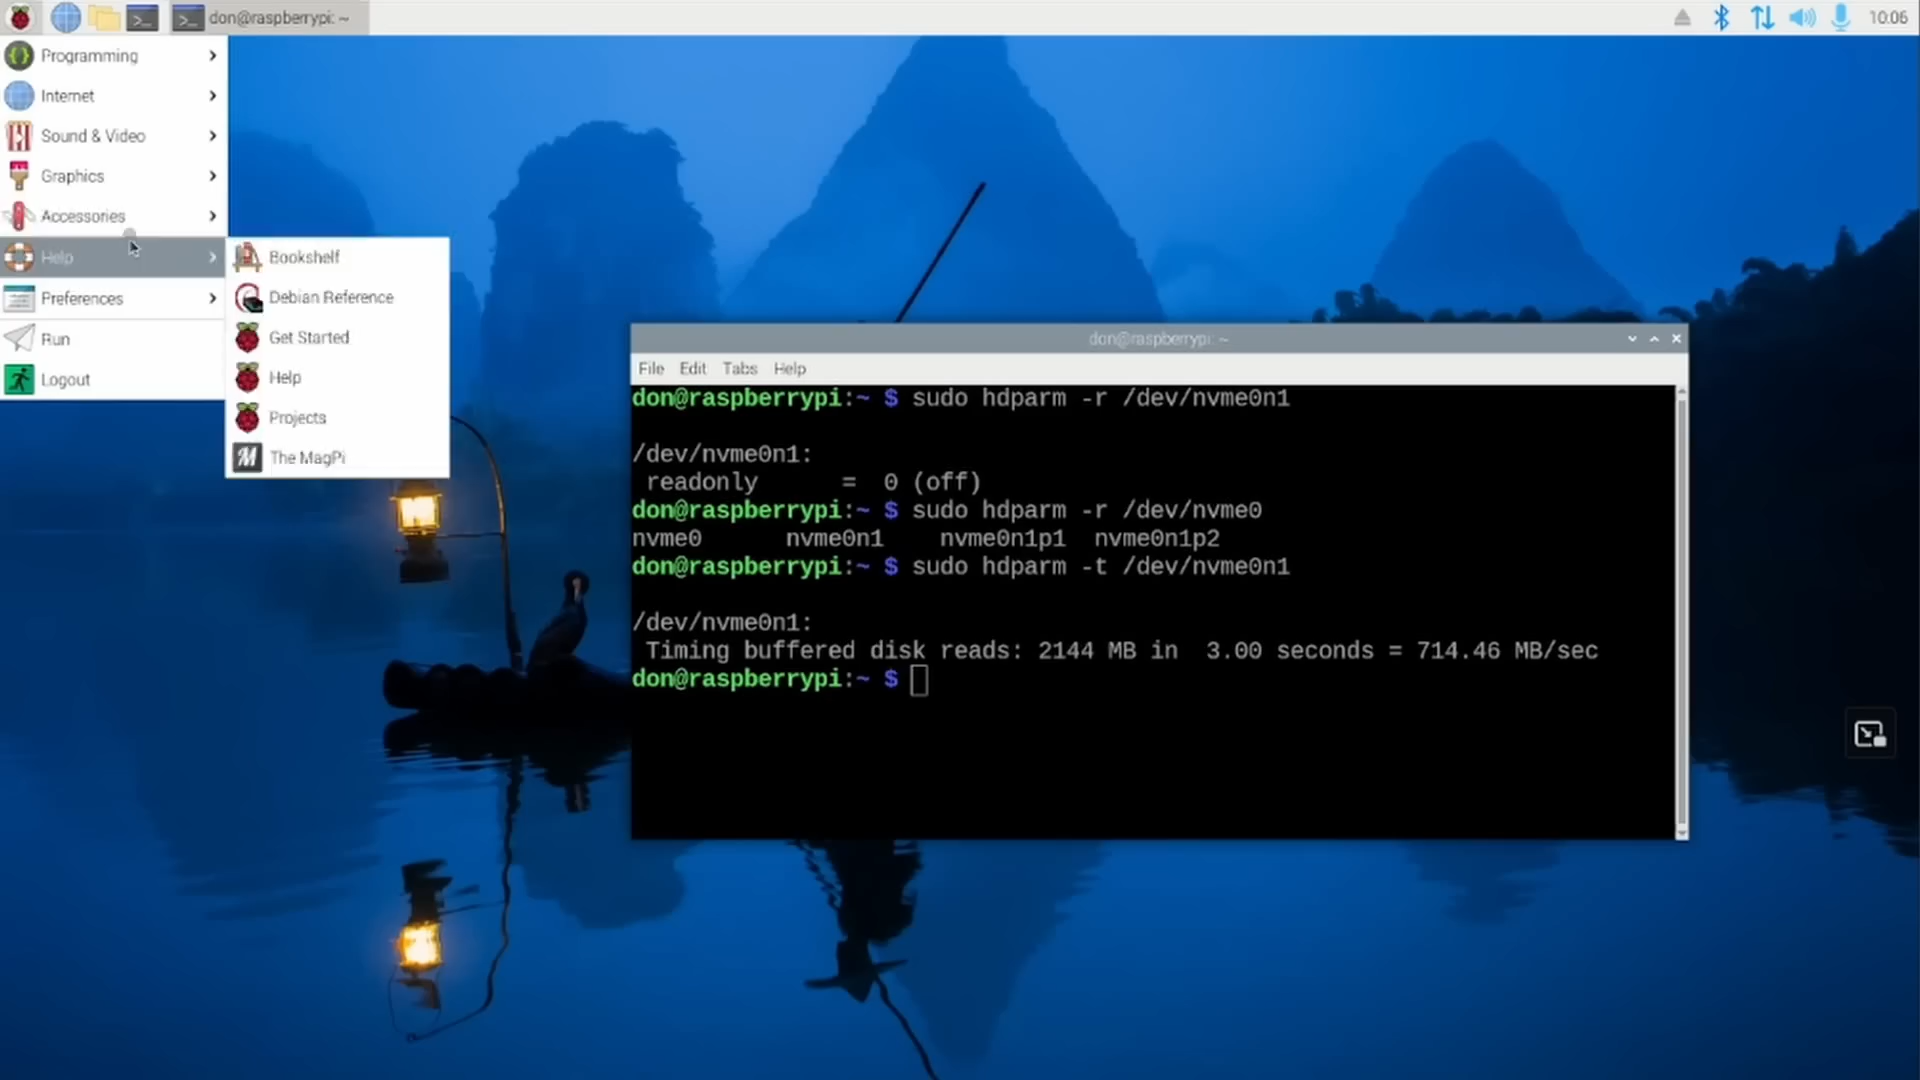 don@raspberrypi: ~
10:06
Programming
Internet
Sound & Video
Graphics
Accessories
Help
Preferences
Run
Logout
Bookshelf
Debian Reference
Get Started
Help
Projects
The MagPi
don@raspberrypi: ~
File Edit Tabs Help
don@raspberrypi:~ $ sudo hdparm -r /dev/nvme0n1
/dev/nvme0n1:
readonly = 0 (off)
don@raspberrypi:~ $ sudo hdparm -r /dev/nvme0
nvme0 nvme0n1 nvme0n1p1 nvme0n1p2
don@raspberrypi:~ $ sudo hdparm -t /dev/nvme0n1
/dev/nvme0n1:
Timing buffered disk reads: 2144 MB in 3.00 seconds = 714.46 MB/sec
don@raspberrypi:~ $